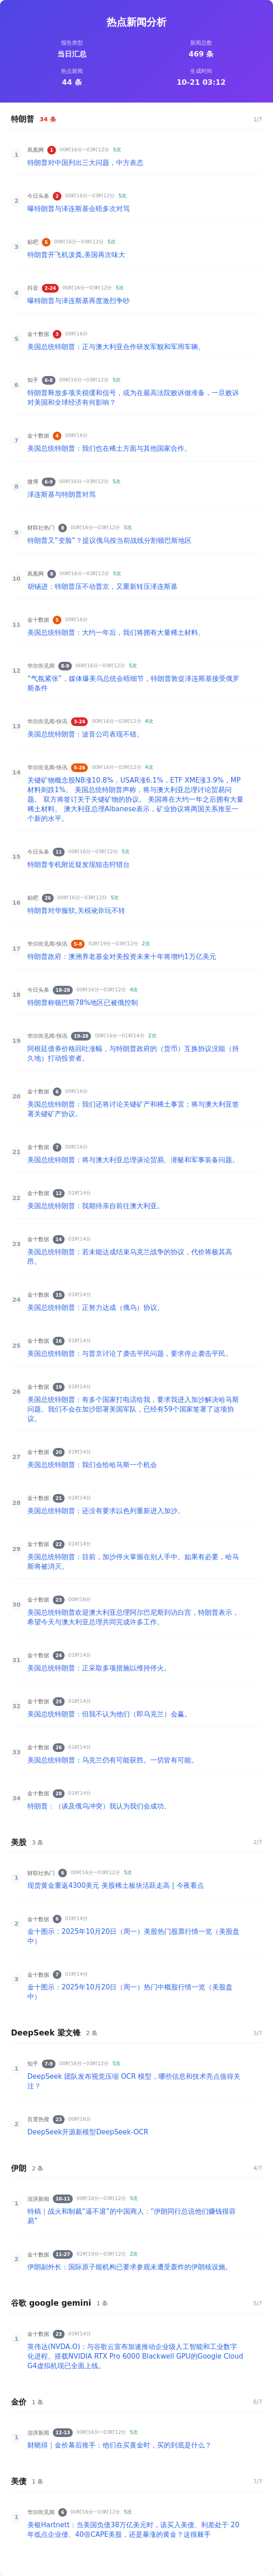 热点新闻分析
报告类型
当日汇总
新闻总数
469 条
热点新闻
44 条
生成时间
10-21 03:12
特朗普 34 条 1/7
1
凤凰网 1 00时16分~03时12分 5次
特朗普对中国列出三大问题，中方表态
2
今日头条 2 00时16分~03时12分 5次
曝特朗普与泽连斯基会晤多次对骂
3
贴吧 5 00时16分~03时12分 5次
特朗普开飞机泼粪,美国再次味大
4
抖音 2-24 00时16分~03时12分 5次
曝特朗普与泽连斯基再度激烈争吵
5
金十数据 3 00时16分
美国总统特朗普：正与澳大利亚合作研发军舰和军用车辆。
6
知乎 6-8 00时16分~03时12分 5次
特朗普释放多项关税缓和信号，或为在最高法院败诉做准备，一旦败诉
对美国和全球经济有何影响？
7
金十数据 4 00时16分
美国总统特朗普：我们也在稀土方面与其他国家合作。
8
微博 6-9 00时16分~03时12分 5次
泽连斯基与特朗普对骂
9
财联社热门 8 00时16分~03时12分 5次
特朗普又“变脸”？提议俄乌按当前战线分割顿巴斯地区
10
凤凰网 8 00时16分~03时12分 5次
胡锡进：特朗普压不动普京，又重新转压泽连斯基
11
金十数据 5 00时16分
美国总统特朗普：大约一年后，我们将拥有大量稀土材料。
12
华尔街见闻 8-9 00时16分~03时12分 5次
“气氛紧张”，媒体爆美乌总统会晤细节，特朗普敦促泽连斯基接受俄罗
斯条件
13
华尔街见闻-快讯 3-24 00时16分~03时12分 4次
美国总统特朗普：波音公司表现不错。
14
华尔街见闻-快讯 5-26 00时16分~03时12分 4次
关键矿物概念股NB涨10.8%，USAR涨6.1%，ETF XME涨3.9%，MP
材料则跌1%。 美国总统特朗普声称，将与澳大利亚讨论贸易问
题。 双方将签订关于关键矿物的协议。 美国将在大约一年之后拥有大量
稀土材料。 澳大利亚总理Albanese表示，矿业协议将两国关系推至一
个新的水平。
15
今日头条 11 00时16分~03时12分 5次
特朗普专机附近疑发现狙击狩猎台
16
贴吧 26 00时16分~03时12分 5次
特朗普对华服软,关税讹诈玩不转
17
华尔街见闻-快讯 5-8 02时19分~03时12分 2次
特朗普政府：澳洲养老基金对美投资未来十年将增约1万亿美元
18
今日头条 18-28 00时16分~03时12分 4次
特朗普称顿巴斯78%地区已被俄控制
19
华尔街见闻-快讯 19-28 00时16分~01时14分 2次
阿根廷债券价格回吐涨幅，与特朗普政府的（货币）互换协议没能（持
久地）打动投资者。
20
金十数据 6 00时16分
美国总统特朗普：我们还将讨论关键矿产和稀土事宜；将与澳大利亚签
署关键矿产协议。
21
金十数据 7 00时16分
美国总统特朗普：将与澳大利亚总理谈论贸易、潜艇和军事装备问题。
22
金十数据 12 01时14分
美国总统特朗普：我期待亲自前往澳大利亚。
23
金十数据 14 01时14分
美国总统特朗普：若未能达成结束乌克兰战争的协议，代价将极其高
昂。
24
金十数据 15 01时14分
美国总统特朗普：正努力达成（俄乌）协议。
25
金十数据 16 01时14分
美国总统特朗普：与普京讨论了袭击平民问题，要求停止袭击平民。
26
金十数据 18 01时14分
美国总统特朗普：有多个国家打电话给我，要求我进入加沙解决哈马斯
问题。我们不会在加沙部署美国军队，已经有59个国家签署了这项协
议。
27
金十数据 20 01时14分
美国总统特朗普：我们会给哈马斯一个机会
28
金十数据 21 01时14分
美国总统特朗普：还没有要求以色列重新进入加沙。
29
金十数据 22 01时14分
美国总统特朗普：目前，加沙停火掌握在别人手中。如果有必要，哈马
斯将被消灭。
30
金十数据 23 00时16分
美国总统特朗普欢迎澳大利亚总理阿尔巴尼斯到访白宫，特朗普表示，
希望今天与澳大利亚总理共同完成许多工作。
31
金十数据 24 01时14分
美国总统特朗普：正采取多项措施以维持停火。
32
金十数据 25 01时14分
美国总统特朗普：但我不认为他们（即乌克兰）会赢。
33
金十数据 26 01时14分
美国总统特朗普：乌克兰仍有可能获胜。一切皆有可能。
34
金十数据 28 01时14分
特朗普：（谈及俄乌冲突）我认为我们会成功。
美股 3 条 2/7
1
财联社热门 6 00时16分~03时12分 5次
现货黄金重返4300美元 美股稀土板块活跃走高 | 今夜看点
2
金十数据 6 01时14分
金十图示：2025年10月20日（周一）美股热门股票行情一览（美股盘
中）
3
金十数据 7 01时14分
金十图示：2025年10月20日（周一）热门中概股行情一览（美股盘
中）
DeepSeek 梁文锋 2 条 3/7
1
知乎 7-9 00时16分~03时12分 5次
DeepSeek 团队发布视觉压缩 OCR 模型，哪些信息和技术亮点值得关
注？
2
百度热搜 23 00时16分
DeepSeek开源新模型DeepSeek-OCR
伊朗 2 条 4/7
1
澎湃新闻 10-11 00时16分~03时12分 5次
特稿｜战火和制裁“逼不退”的中国商人：“伊朗同行总说他们赚钱很容
易”
2
金十数据 11-27 02时19分~03时12分 2次
伊朗副外长：国际原子能机构已要求参观未遭受轰炸的伊朗核设施。
谷歌 google gemini 1 条 5/7
1
金十数据 23 01时14分
英伟达(NVDA.O)：与谷歌云宣布加速推动企业级人工智能和工业数字
化进程。搭载NVIDIA RTX Pro 6000 Blackwell GPU的Google Cloud
G4虚拟机现已全面上线。
金价 1 条 6/7
1
澎湃新闻 12-13 00时16分~03时12分 5次
财晓得｜金价幕后推手：他们在买黄金时，买的到底是什么？
美债 1 条 7/7
1
华尔街见闻 6 00时16分~03时12分 5次
美银Hartnett：当美国负债38万亿美元时，该买入美债、利差处于 20
年低点企业债、40倍CAPE美股，还是暴涨的黄金？这很棘手